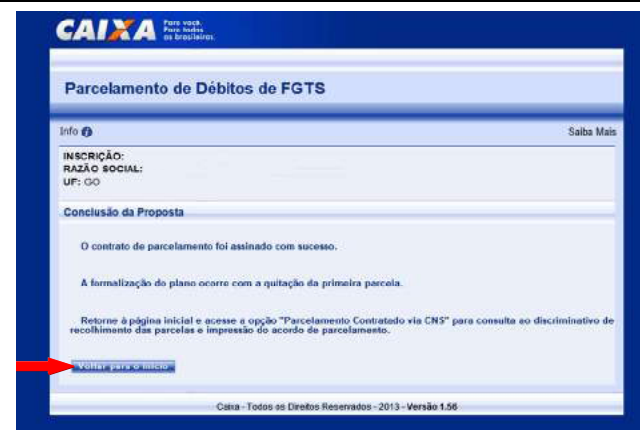 CAIXA Para você.
Para todos
os brasileiros.
Parcelamento de Débitos de FGTS
Info Saiba Mais
INSCRIÇÃO:
RAZÃO SOCIAL:
UF: GO
Conclusão da Proposta
O contrato de parcelamento foi assinado com sucesso.
A formalização do plano ocorre com a quitação da primeira parcela.
Retorne à página inicial e acesse a opção "Parcelamento Contratado via CNS" para consulta ao discriminativo de
recolhimento das parcelas e impressão do acordo de parcelamento.
Voltar para o início
Caixa - Todos os Direitos Reservados - 2013 - Versão 1.56